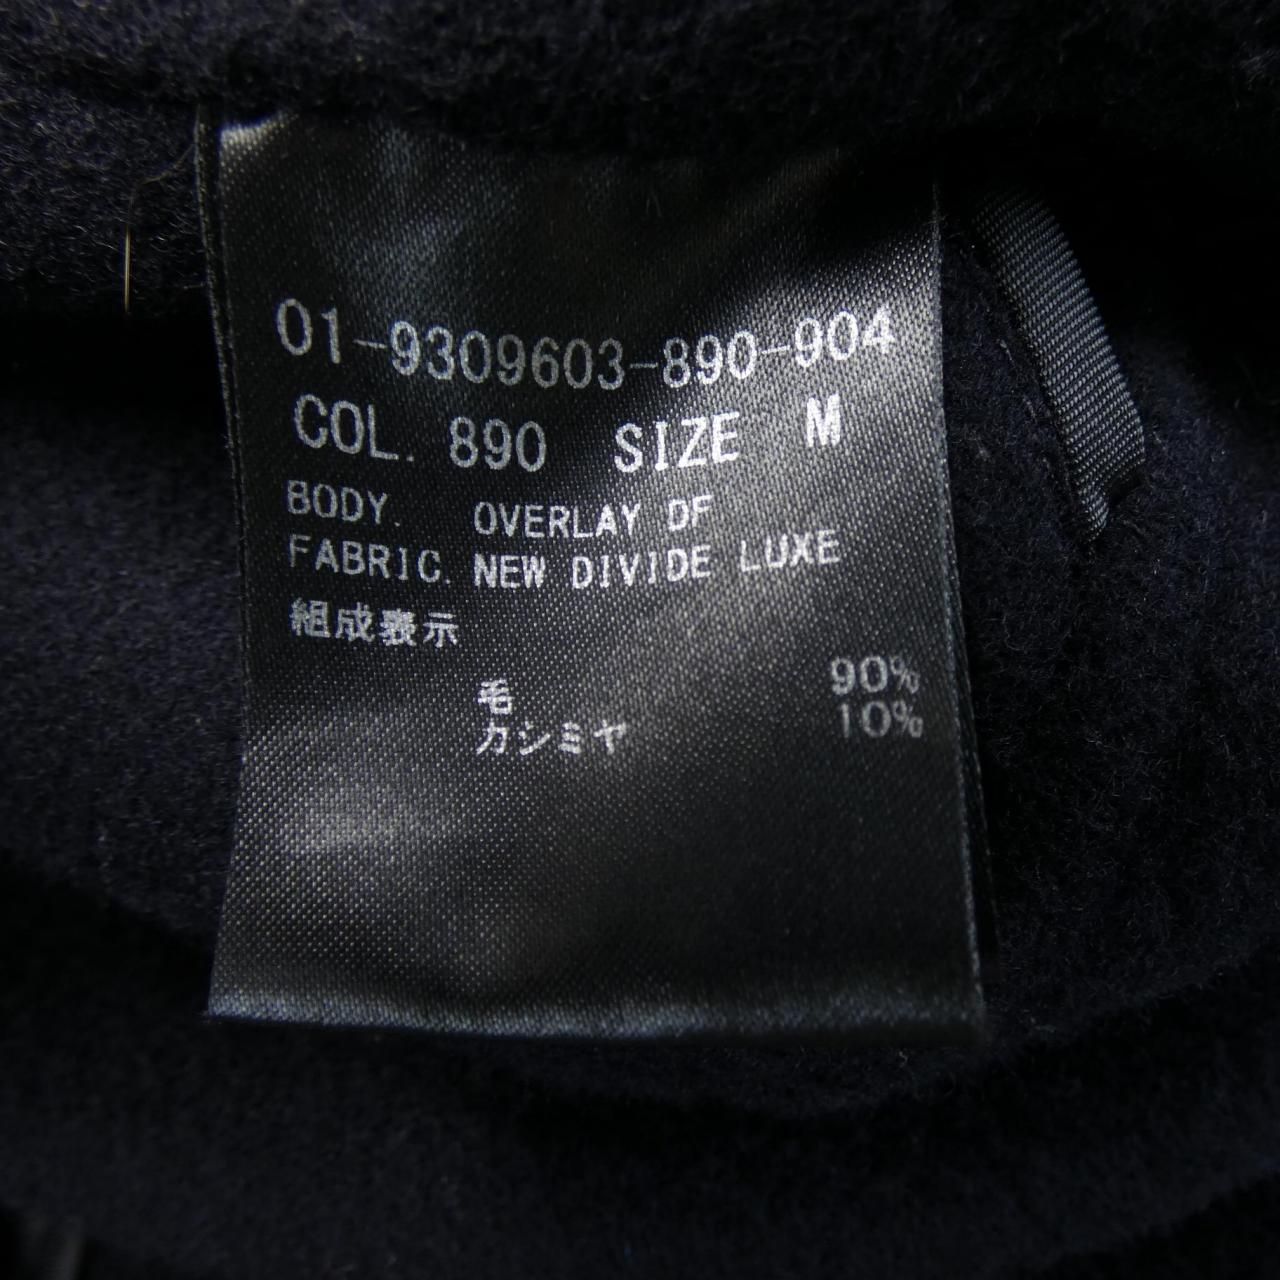 01-9309603-890-904
COL. 890 SIZE M
BODY. OVERLAY DF
FABRIC. NEW DIVIDE LUXE
組成表示
毛 90%
カシミヤ 10%